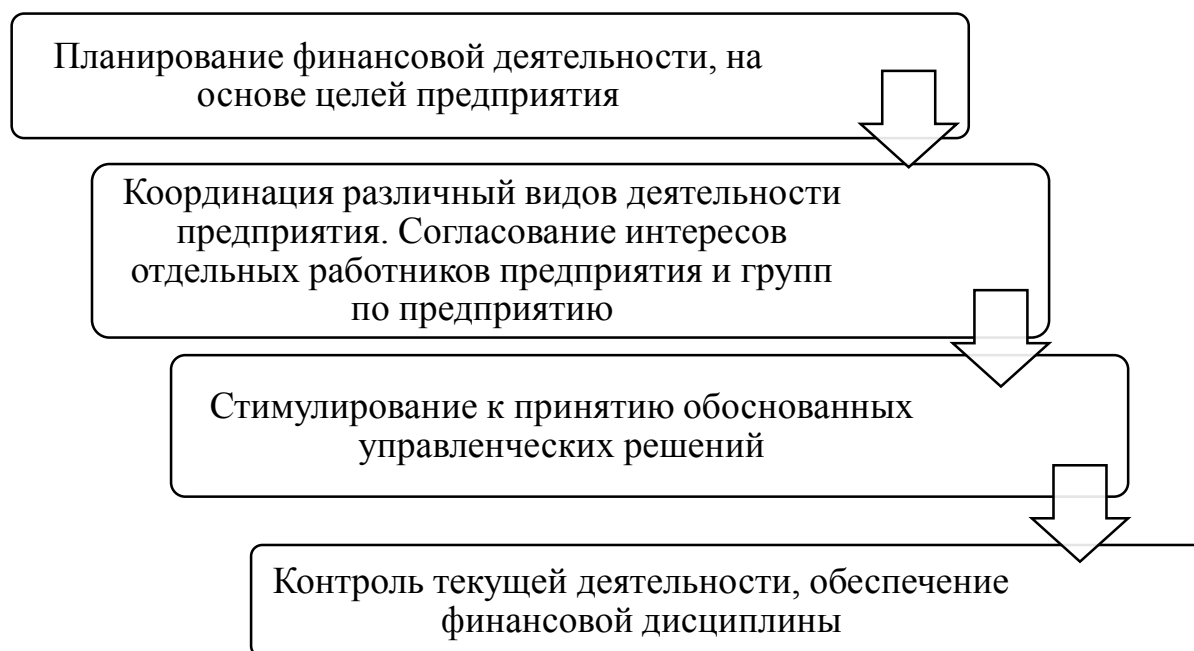 Планирование финансовой деятельности, на
основе целей предприятия
Координация различный видов деятельности
предприятия. Согласование интересов
отдельных работников предприятия и групп
по предприятию
Стимулирование к принятию обоснованных
управленческих решений
Контроль текущей деятельности, обеспечение
финансовой дисциплины